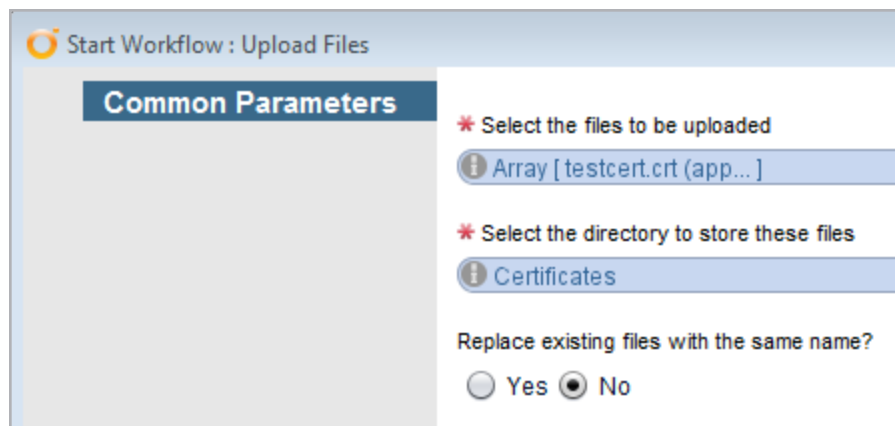 Start Workflow : Upload Files
Common Parameters
* Select the files to be uploaded
Array [ testcert.crt (app... ]
* Select the directory to store these files
Certificates
Replace existing files with the same name?
Yes No